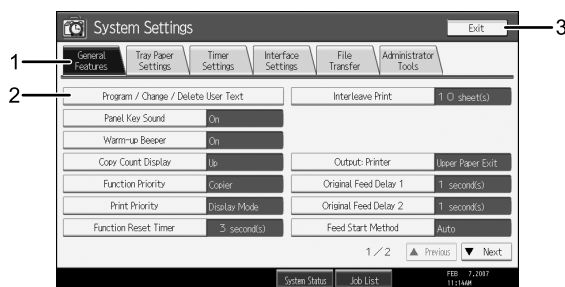 System Settings
Exit
3
1
General Features
Tray Paper Settings
Timer Settings
Interface Settings
File Transfer
Administrator Tools
2
Program / Change / Delete User Text
Interleave Print
10 sheet(s)
Panel Key Sound
On
Warm-up Beeper
On
Copy Count Display
Up
Output: Printer
Upper Paper Exit
Function Priority
Copier
Original Feed Delay 1
1 second(s)
Print Priority
Display Mode
Original Feed Delay 2
1 second(s)
Function Reset Timer
3 second(s)
Feed Start Method
Auto
1/2
▲ Previous
▼ Next
System Status
Job List
FEB 7,2007
11:14AM